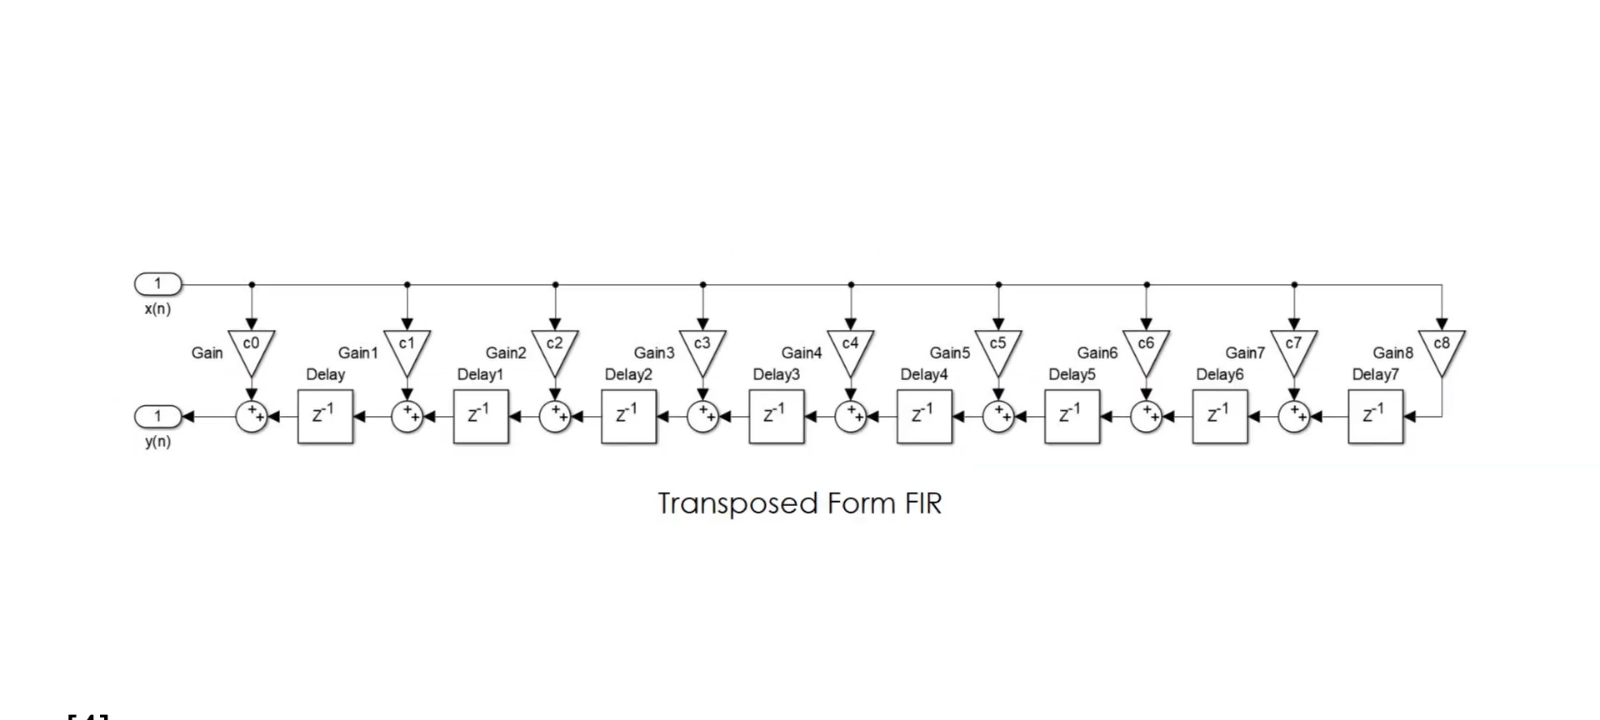 1
x(n)
c0 c1 c2 c3 c4 c5 c6 c7 c8
Gain Gain1 Gain2 Gain3 Gain4 Gain5 Gain6 Gain7 Gain8
Delay Delay1 Delay2 Delay3 Delay4 Delay5 Delay6 Delay7
1 ++ z-1 ++ z-1 ++ z-1 ++ z-1 ++ z-1 ++ z-1 ++ z-1 ++ z-1
y(n)
Transposed Form FIR